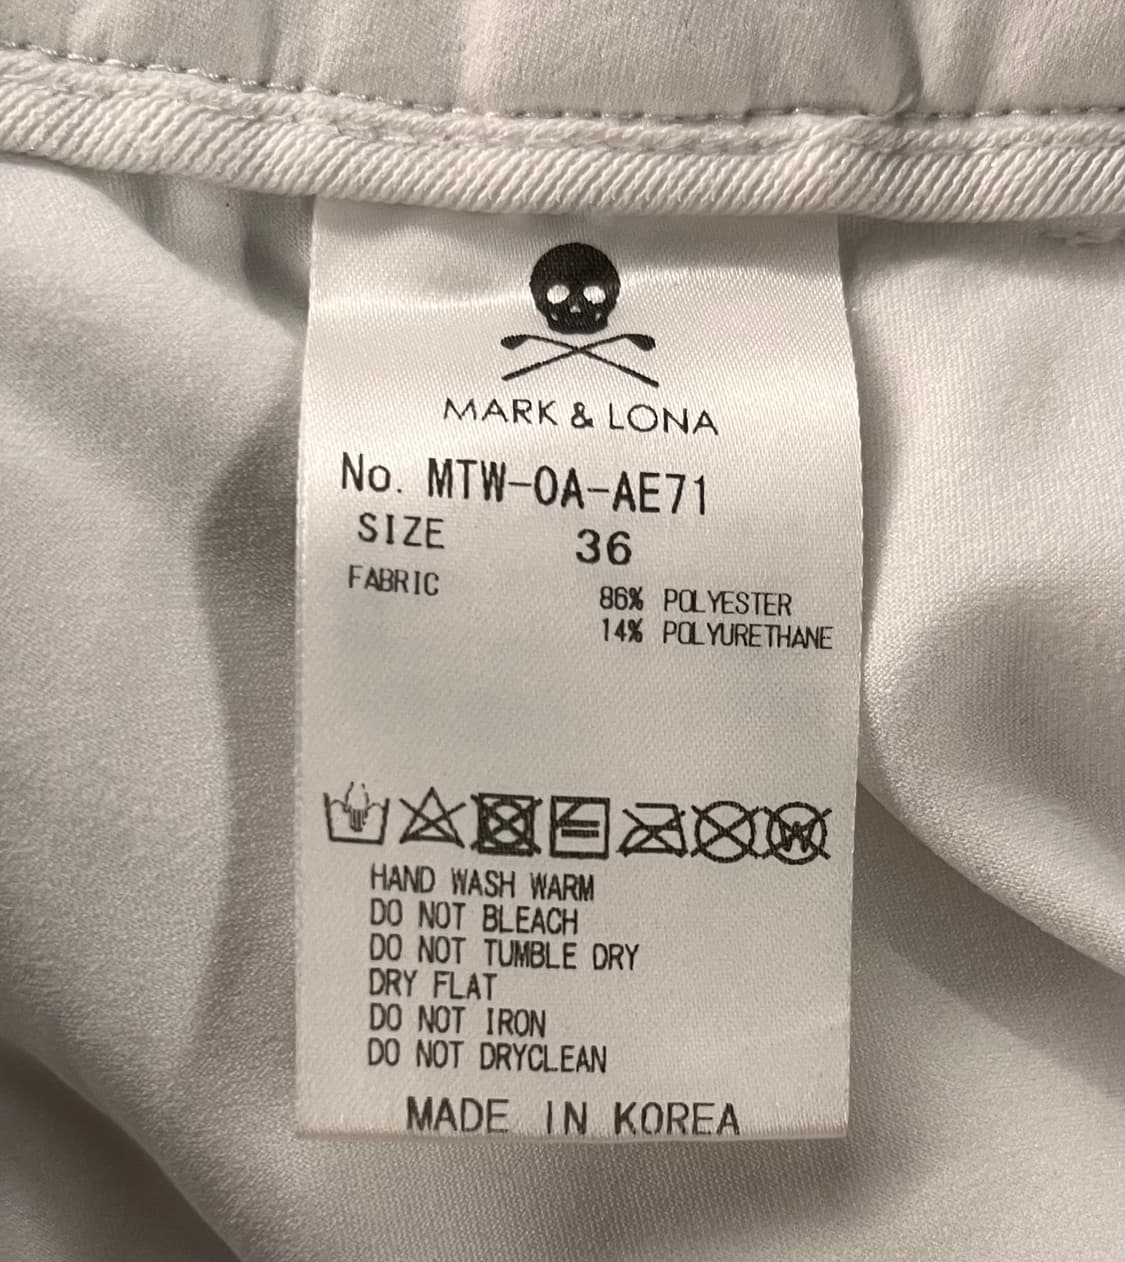 MARK & LONA
No. MTW-OA-AE71
SIZE 36
FABRIC 86% POLYESTER
14% POLYURETHANE
W
HAND WASH WARM
DO NOT BLEACH
DO NOT TUMBLE DRY
DRY FLAT
DO NOT IRON
DO NOT DRYCLEAN
MADE IN KOREA